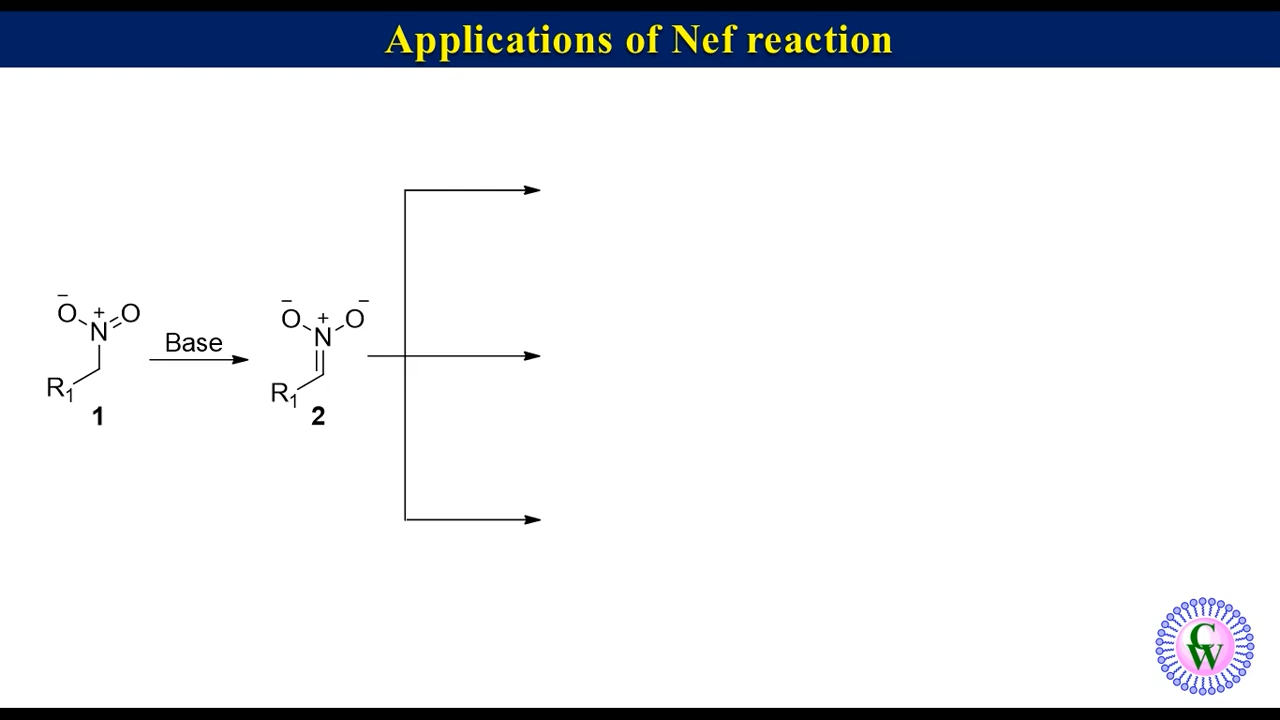 Applications of Nef reaction
− O + N O R1 1
Base
− O + N O − R1 2
C W